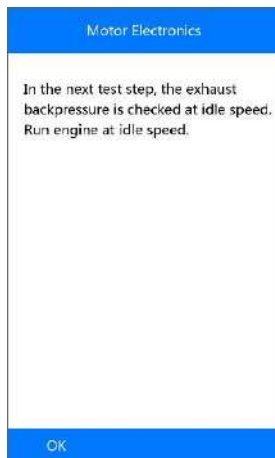 Motor Electronics
In the next test step, the exhaust
backpressure is checked at idle speed.
Run engine at idle speed.
OK